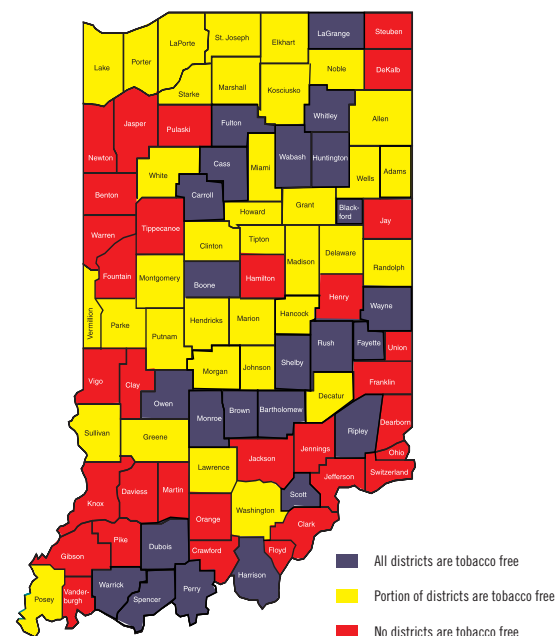 LaGrange
Steuben
St. Joseph
Elkhart
LaPorte
Porter
Lake
Noble
DeKalb
Starke
Marshall
Kosciusko
Whitley
Allen
Jasper
Pulaski
Fulton
Newton
Cass
Miami
Wabash
Huntington
White
Wells
Adams
Benton
Carroll
Grant
Howard
Black-
ford
Jay
Warren
Tippecanoe
Clinton
Tipton
Madison
Delaware
Randolph
Fountain
Montgomery
Boone
Hamilton
Henry
Wayne
Vermillion
Parke
Putnam
Hendricks
Marion
Hancock
Rush
Fayette
Union
Vigo
Clay
Owen
Morgan
Johnson
Shelby
Decatur
Franklin
Sullivan
Greene
Monroe
Brown
Bartholomew
Ripley
Dearborn
Ohio
Lawrence
Jackson
Jennings
Jefferson
Switzerland
Knox
Daviess
Martin
Orange
Washington
Scott
Clark
Gibson
Pike
Dubois
Crawford
Harrison
Floyd
Posey
Vander-
burgh
Warrick
Spencer
Perry
All districts are tobacco free
Portion of districts are tobacco free
No districts are tobacco free